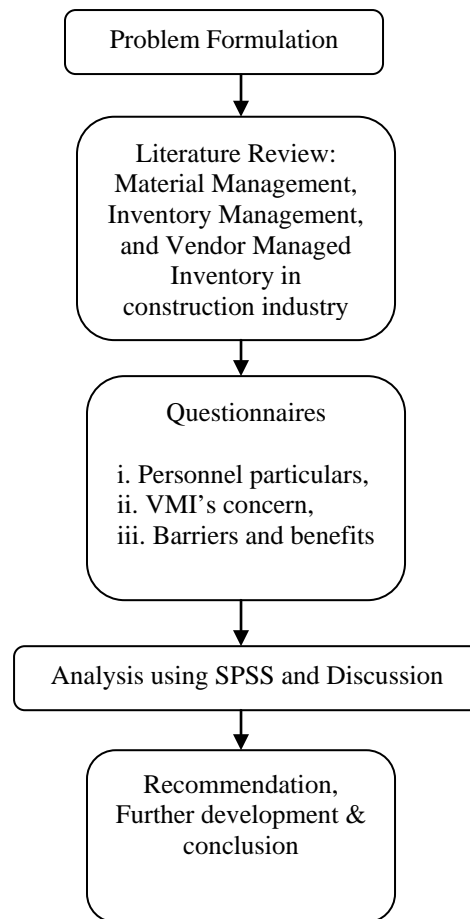 Problem Formulation
Literature Review:
Material Management,
Inventory Management,
and Vendor Managed
Inventory in
construction industry
Questionnaires
i. Personnel particulars,
ii. VMI's concern,
iii. Barriers and benefits
Analysis using SPSS and Discussion
Recommendation,
Further development &
conclusion